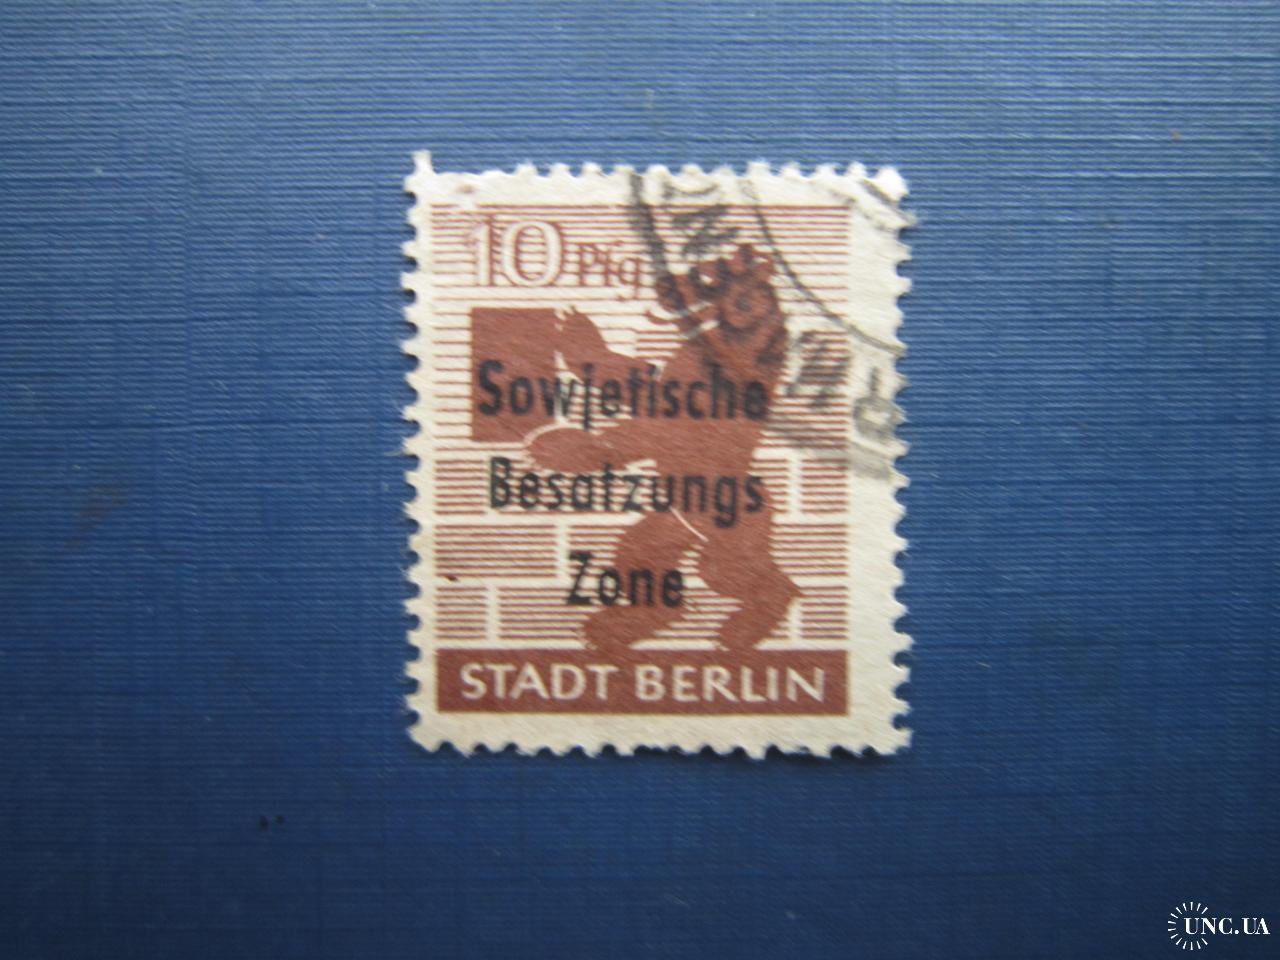 10 Pfg
Sowjetische
Besatzungs
Zone
STADT BERLIN
UNC.UA